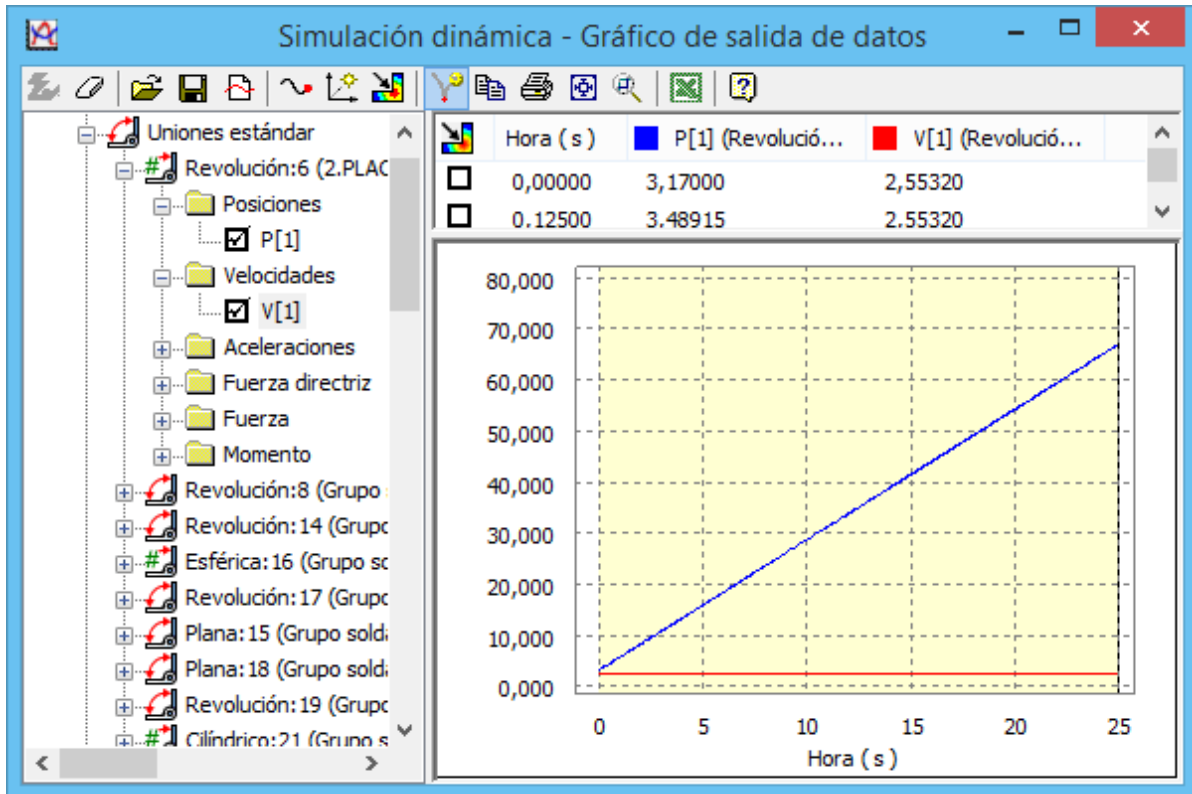 Simulación dinámica - Gráfico de salida de datos
Uniones estándar
Revolución:6 (2.PLAC
Posiciones
P[1]
Velocidades
V[1]
Aceleraciones
Fuerza directriz
Fuerza
Momento
Revolución:8 (Grupo
Revolución:14 (Grupo
Esférica:16 (Grupo so
Revolución:17 (Grupo
Plana:15 (Grupo solda
Plana:18 (Grupo solda
Revolución:19 (Grupo
Cilíndrico:21 (Grupo s
Hora ( s ) P[1] (Revolució... V[1] (Revolució...
0,00000 3,17000 2,55320
0,12500 3,48915 2,55320
80,000
70,000
60,000
50,000
40,000
30,000
20,000
10,000
0,000
0 5 10 15 20 25
Hora ( s )